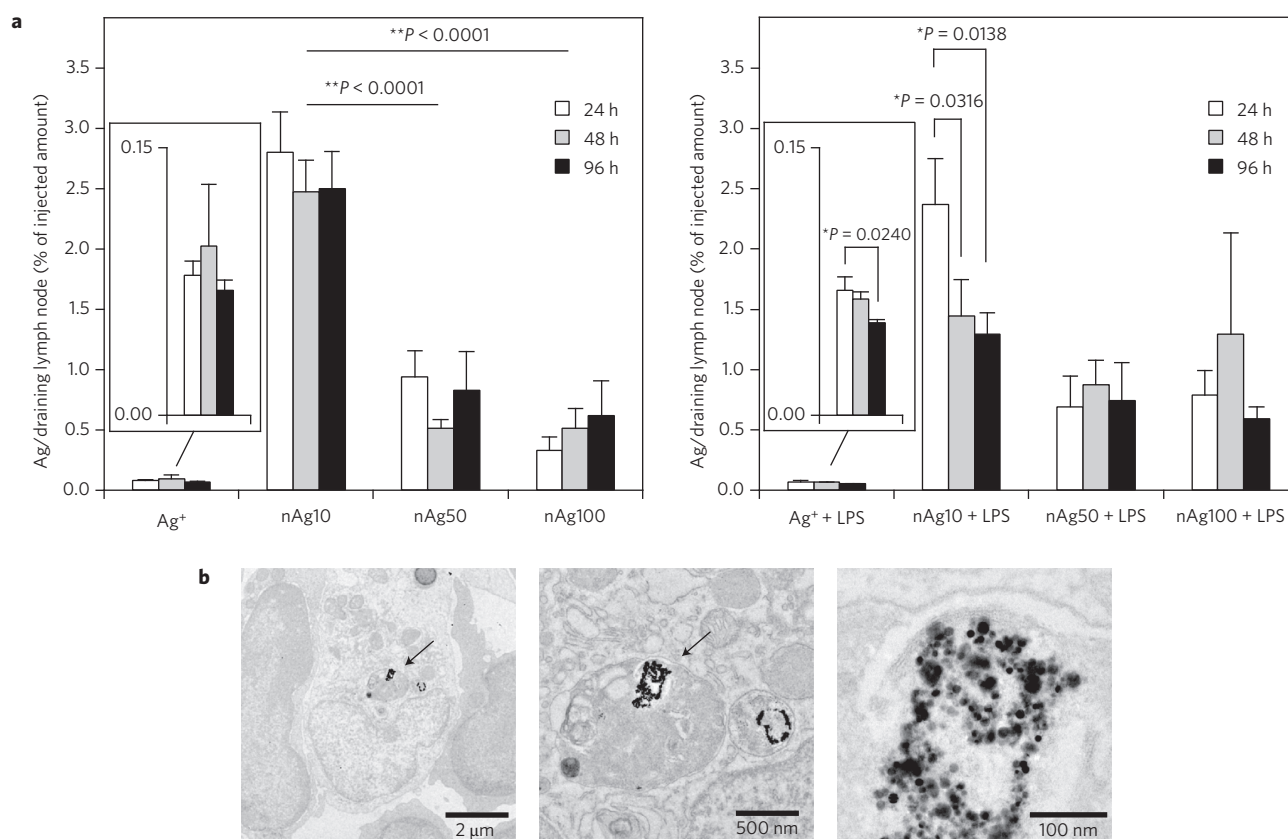 a
**P < 0.0001
**P < 0.0001
24 h
48 h
96 h
Ag/draining lymph node (% of injected amount)
3.5
3.0
2.5
2.0
1.5
1.0
0.5
0.0
0.15
0.00
Ag⁺
nAg10
nAg50
nAg100
*P = 0.0138
*P = 0.0316
*P = 0.0240
24 h
48 h
96 h
Ag/draining lymph node (% of injected amount)
3.5
3.0
2.5
2.0
1.5
1.0
0.5
0.0
0.15
0.00
Ag⁺ + LPS
nAg10 + LPS
nAg50 + LPS
nAg100 + LPS
b
2 µm
500 nm
100 nm